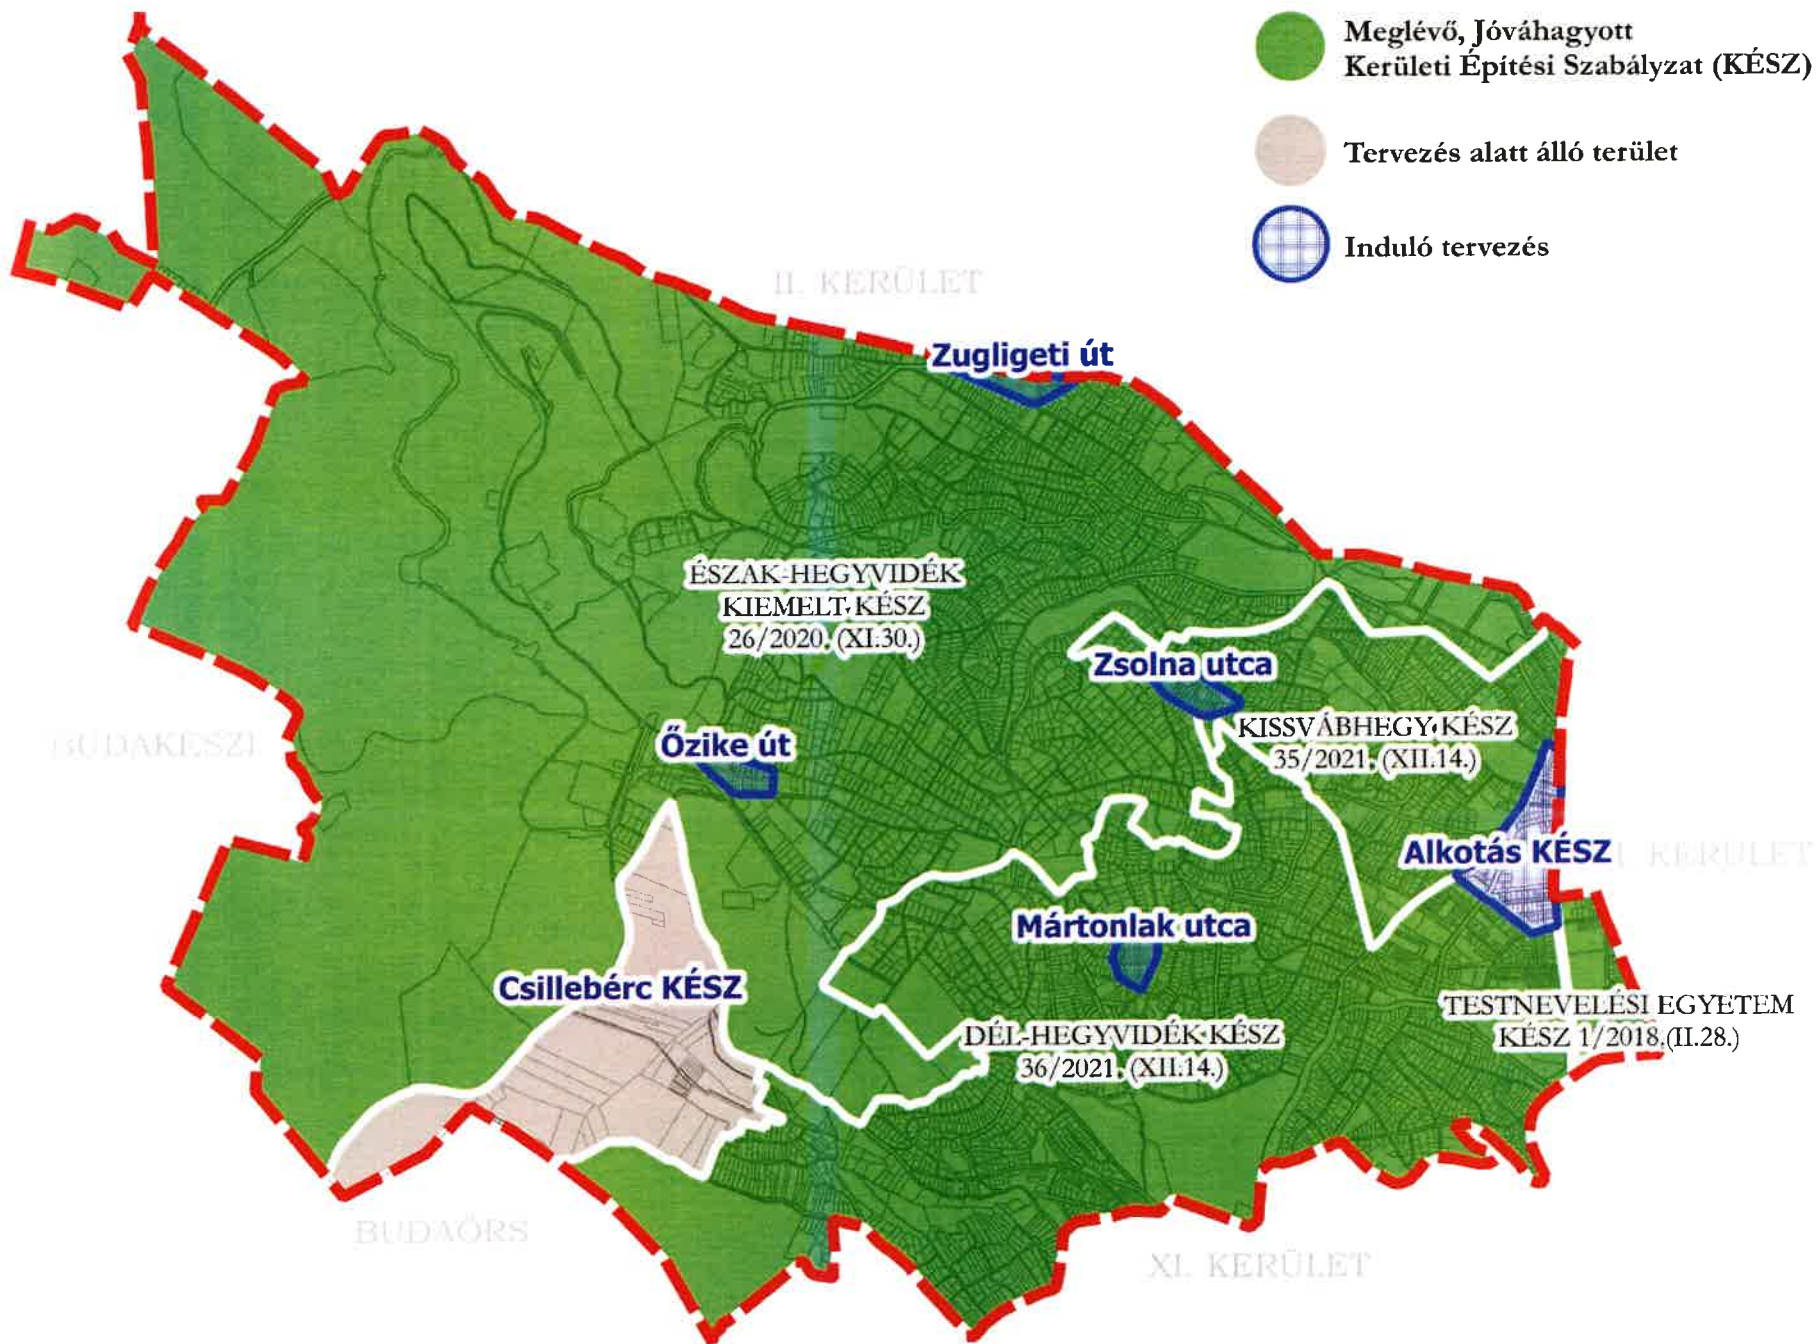 Meglévő, Jóváhagyott
Kerületi Építési Szabályzat (KÉSZ)
Tervezés alatt álló terület
Induló tervezés
II. KERÜLET
Zugligeti út
ÉSZAK-HEGYVIDÉK
KIEMELT KÉSZ
26/2020. (XI.30.)
Zsolna utca
KISSVÁBHEGY KÉSZ
35/2021. (XII.14.)
BUDAKESZI
Őzike út
Alkotás KÉSZ
I. KERÜLET
Mártonlak utca
Csillebérc KÉSZ
TESTNEVELÉSI EGYETEM
KÉSZ 1/2018.(II.28.)
DÉL-HEGYVIDÉK KÉSZ
36/2021. (XII.14.)
BUDAÖRS
XI. KERÜLET